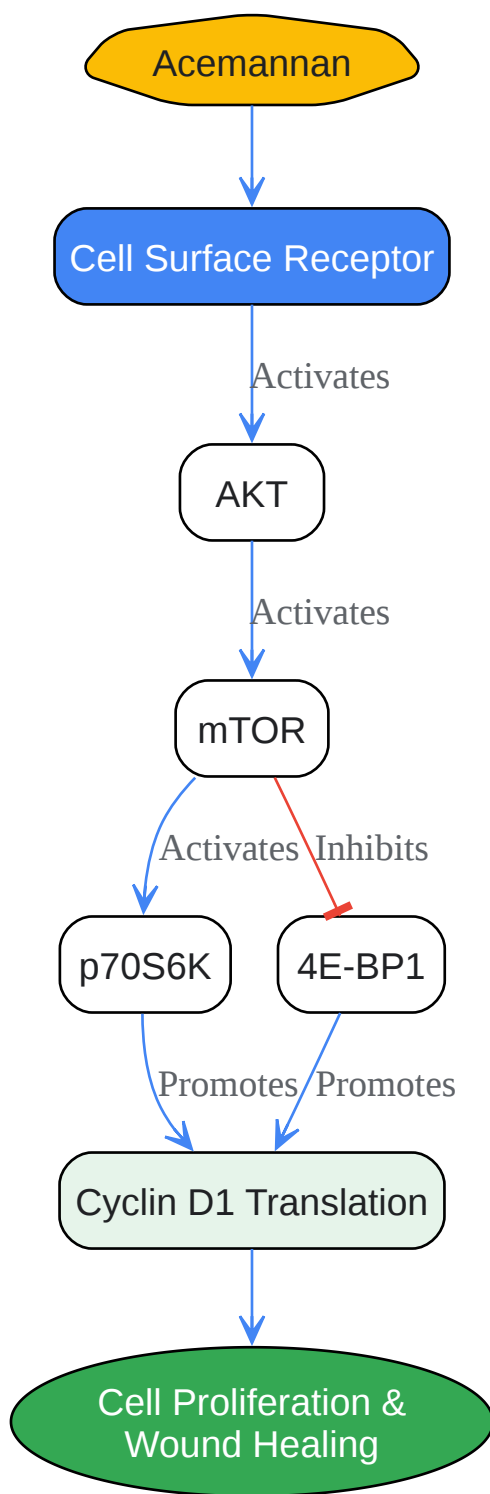 Acemannan
Cell Surface Receptor
Activates
AKT
Activates
mTOR
Activates
Inhibits
p70S6K
4E-BP1
Promotes
Promotes
Cyclin D1 Translation
Cell Proliferation &
Wound Healing